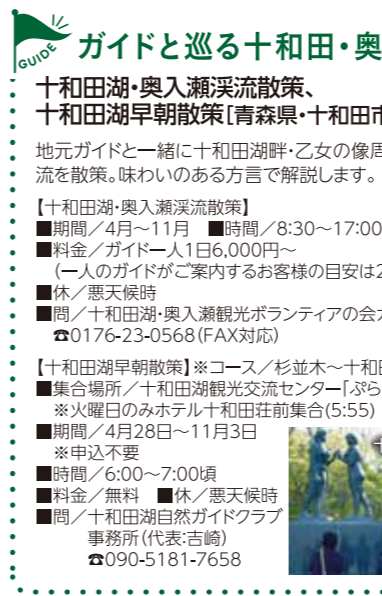 GUIDE
ガイドと巡る十和田・奥
十和田湖・奥入瀬渓流散策、
十和田湖早朝散策[青森県・十和田市
地元ガイドと一緒に十和田湖畔・乙女の像周
流を散策。味わいのある方言で解説します。
【十和田湖・奥入瀬渓流散策】
■期間／4月〜11月 ■時間／8:30〜17:00
■料金／ガイド一人1日6,000円〜
(一人のガイドがご案内するお客様の目安は2
■休／悪天候時
■問／十和田湖・奥入瀬観光ボランティアの会
☎0176-23-0568(FAX対応)
【十和田湖早朝散策】※コース／杉並木〜十和田
■集合場所／十和田湖観光交流センター「ぷら
※火曜日のみホテル十和田荘前集合(5:55)
■期間／4月28日〜11月3日
※申込不要
■時間／6:00〜7:00頃
■料金／無料 ■休／悪天候時
■問／十和田湖自然ガイドクラブ
事務所(代表:吉崎)
☎090-5181-7658